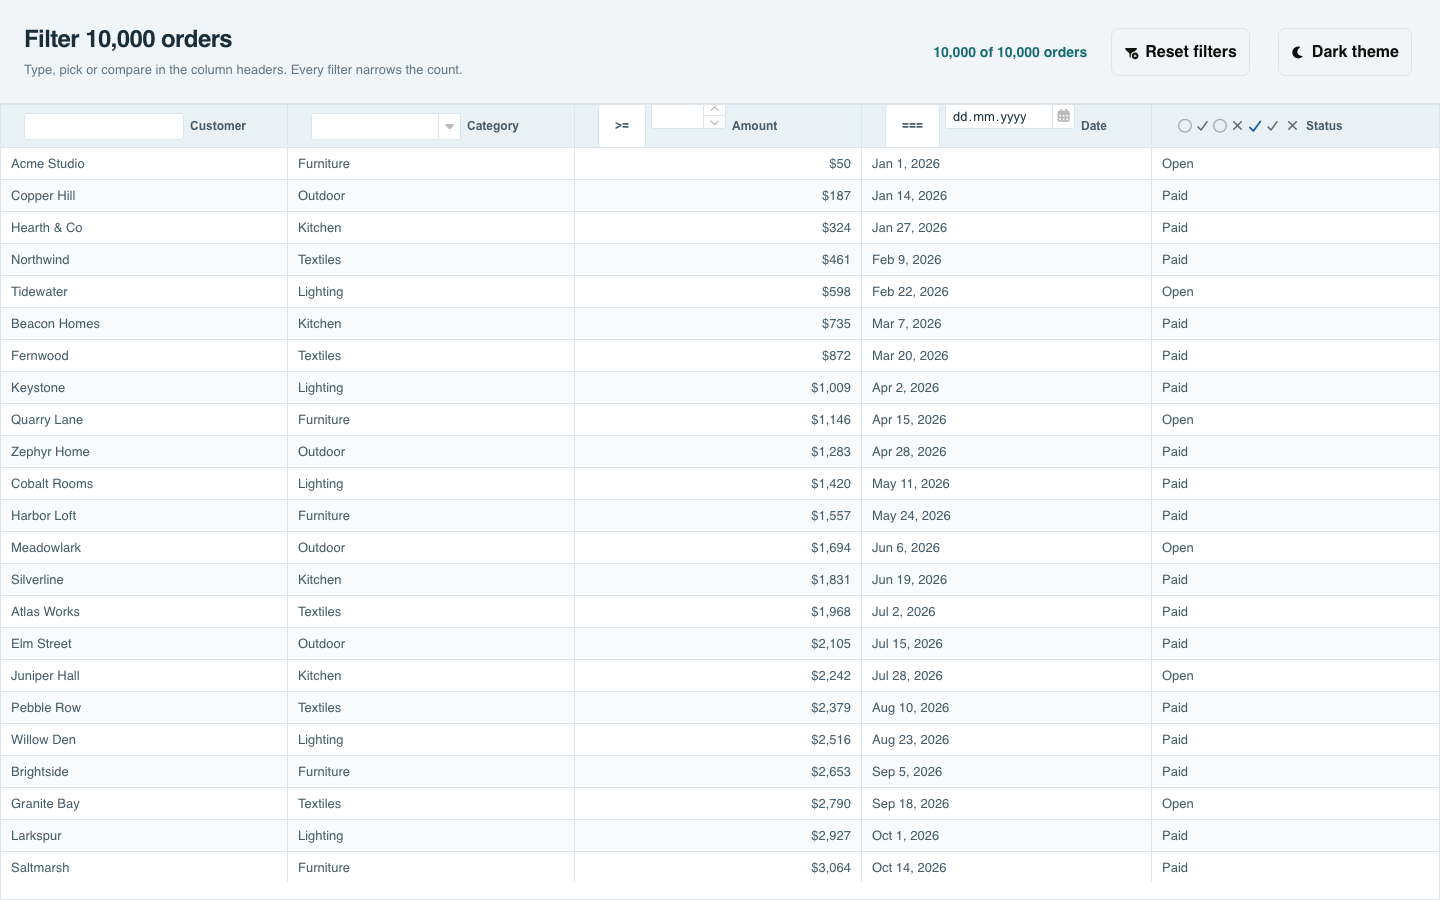 Filter 10,000 orders
Type, pick or compare in the column headers. Every filter narrows the count.
10,000 of 10,000 orders
Reset filters
Dark theme
Customer Category >= Amount === dd.mm.yyyy Date Status
Acme Studio Furniture $50 Jan 1, 2026 Open
Copper Hill Outdoor $187 Jan 14, 2026 Paid
Hearth & Co Kitchen $324 Jan 27, 2026 Paid
Northwind Textiles $461 Feb 9, 2026 Paid
Tidewater Lighting $598 Feb 22, 2026 Open
Beacon Homes Kitchen $735 Mar 7, 2026 Paid
Fernwood Textiles $872 Mar 20, 2026 Paid
Keystone Lighting $1,009 Apr 2, 2026 Paid
Quarry Lane Furniture $1,146 Apr 15, 2026 Open
Zephyr Home Outdoor $1,283 Apr 28, 2026 Paid
Cobalt Rooms Lighting $1,420 May 11, 2026 Paid
Harbor Loft Furniture $1,557 May 24, 2026 Paid
Meadowlark Outdoor $1,694 Jun 6, 2026 Open
Silverline Kitchen $1,831 Jun 19, 2026 Paid
Atlas Works Textiles $1,968 Jul 2, 2026 Paid
Elm Street Outdoor $2,105 Jul 15, 2026 Paid
Juniper Hall Kitchen $2,242 Jul 28, 2026 Open
Pebble Row Textiles $2,379 Aug 10, 2026 Paid
Willow Den Lighting $2,516 Aug 23, 2026 Paid
Brightside Furniture $2,653 Sep 5, 2026 Paid
Granite Bay Textiles $2,790 Sep 18, 2026 Open
Larkspur Lighting $2,927 Oct 1, 2026 Paid
Saltmarsh Furniture $3,064 Oct 14, 2026 Paid